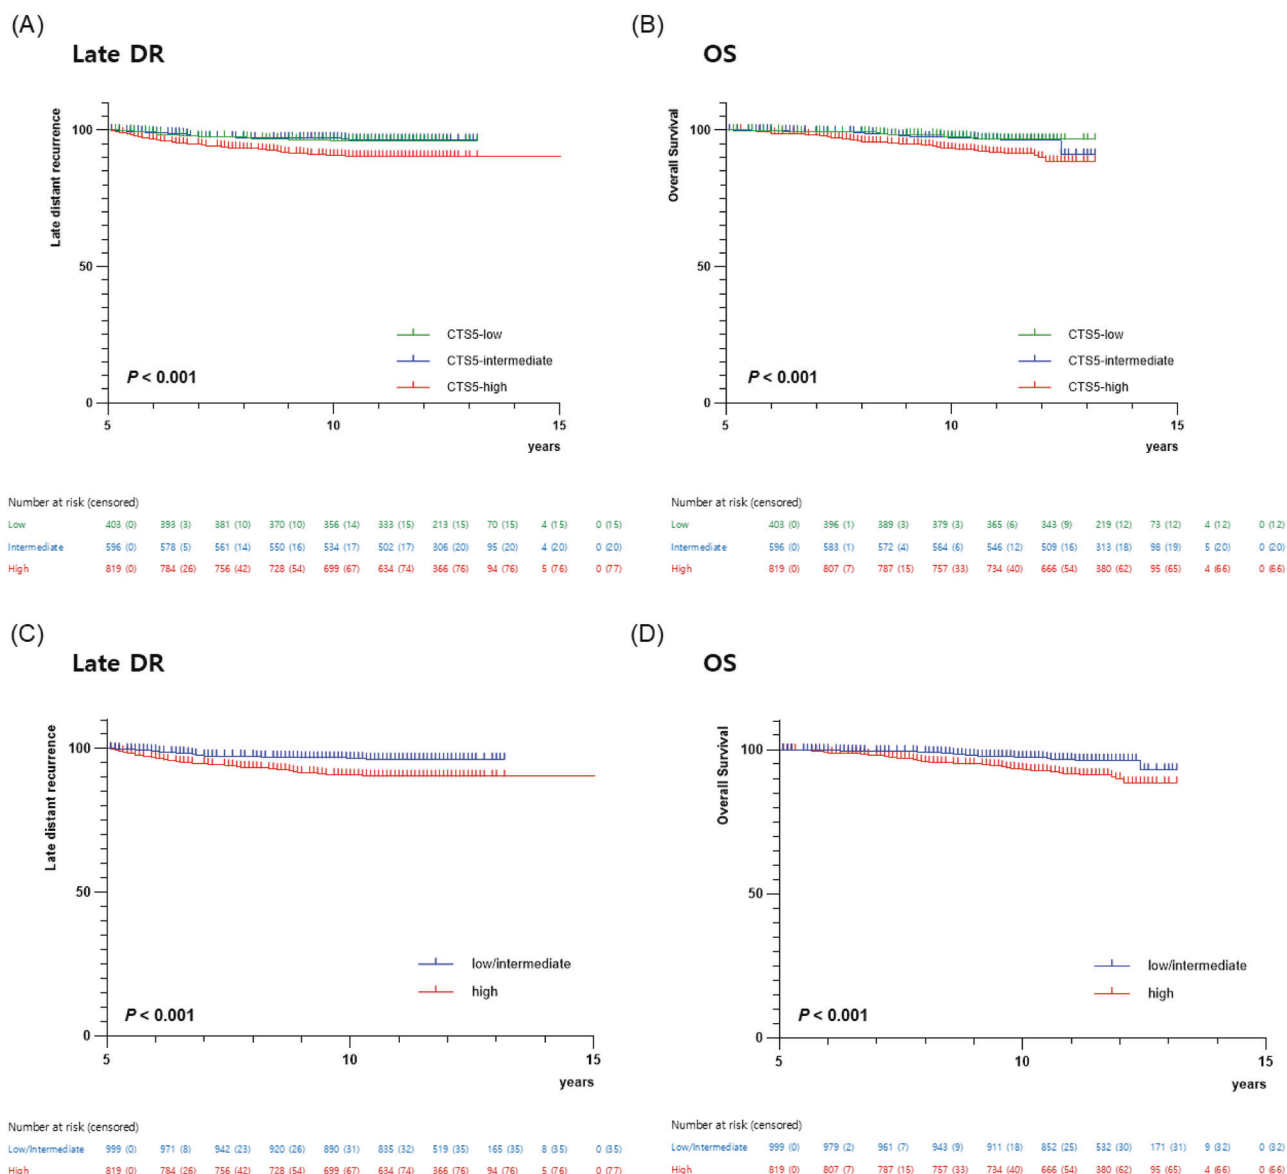 (A)
Late DR
Late distant recurrence
100
50
0
5
10
15
years
CTS5-low
CTS5-intermediate
CTS5-high
P < 0.001
Number at risk (censored)
Low 403 (0) 393 (3) 381 (10) 370 (10) 356 (14) 333 (15) 213 (15) 70 (15) 4 (15) 0 (15)
Intermediate 596 (0) 578 (5) 561 (14) 550 (16) 534 (17) 502 (17) 306 (20) 95 (20) 4 (20) 0 (20)
High 819 (0) 784 (26) 756 (42) 728 (54) 699 (67) 634 (74) 366 (76) 94 (76) 5 (76) 0 (77)
(B)
OS
Overall Survival
100
50
0
5
10
15
years
CTS5-low
CTS5-intermediate
CTS5-high
P < 0.001
Number at risk (censored)
Low 403 (0) 396 (1) 389 (3) 379 (3) 365 (6) 343 (9) 219 (12) 73 (12) 4 (12) 0 (12)
Intermediate 596 (0) 583 (1) 572 (4) 564 (6) 546 (12) 509 (16) 313 (18) 98 (19) 5 (20) 0 (20)
High 819 (0) 807 (7) 787 (15) 757 (33) 734 (40) 666 (54) 380 (62) 95 (65) 4 (66) 0 (66)
(C)
Late DR
Late distant recurrence
100
50
0
5
10
15
years
low/intermediate
high
P < 0.001
Number at risk (censored)
Low/Intermediate 999 (0) 971 (8) 942 (23) 920 (26) 890 (31) 835 (32) 519 (35) 165 (35) 8 (35) 0 (35)
High 819 (0) 784 (26) 756 (42) 728 (54) 699 (67) 634 (74) 366 (76) 94 (76) 5 (76) 0 (77)
(D)
OS
Overall Survival
100
50
0
5
10
15
years
low/intermediate
high
P < 0.001
Number at risk (censored)
Low/Intermediate 999 (0) 979 (2) 961 (7) 943 (9) 911 (18) 852 (25) 532 (30) 171 (31) 9 (32) 0 (32)
High 819 (0) 807 (7) 787 (15) 757 (33) 734 (40) 666 (54) 380 (62) 95 (65) 4 (66) 0 (66)